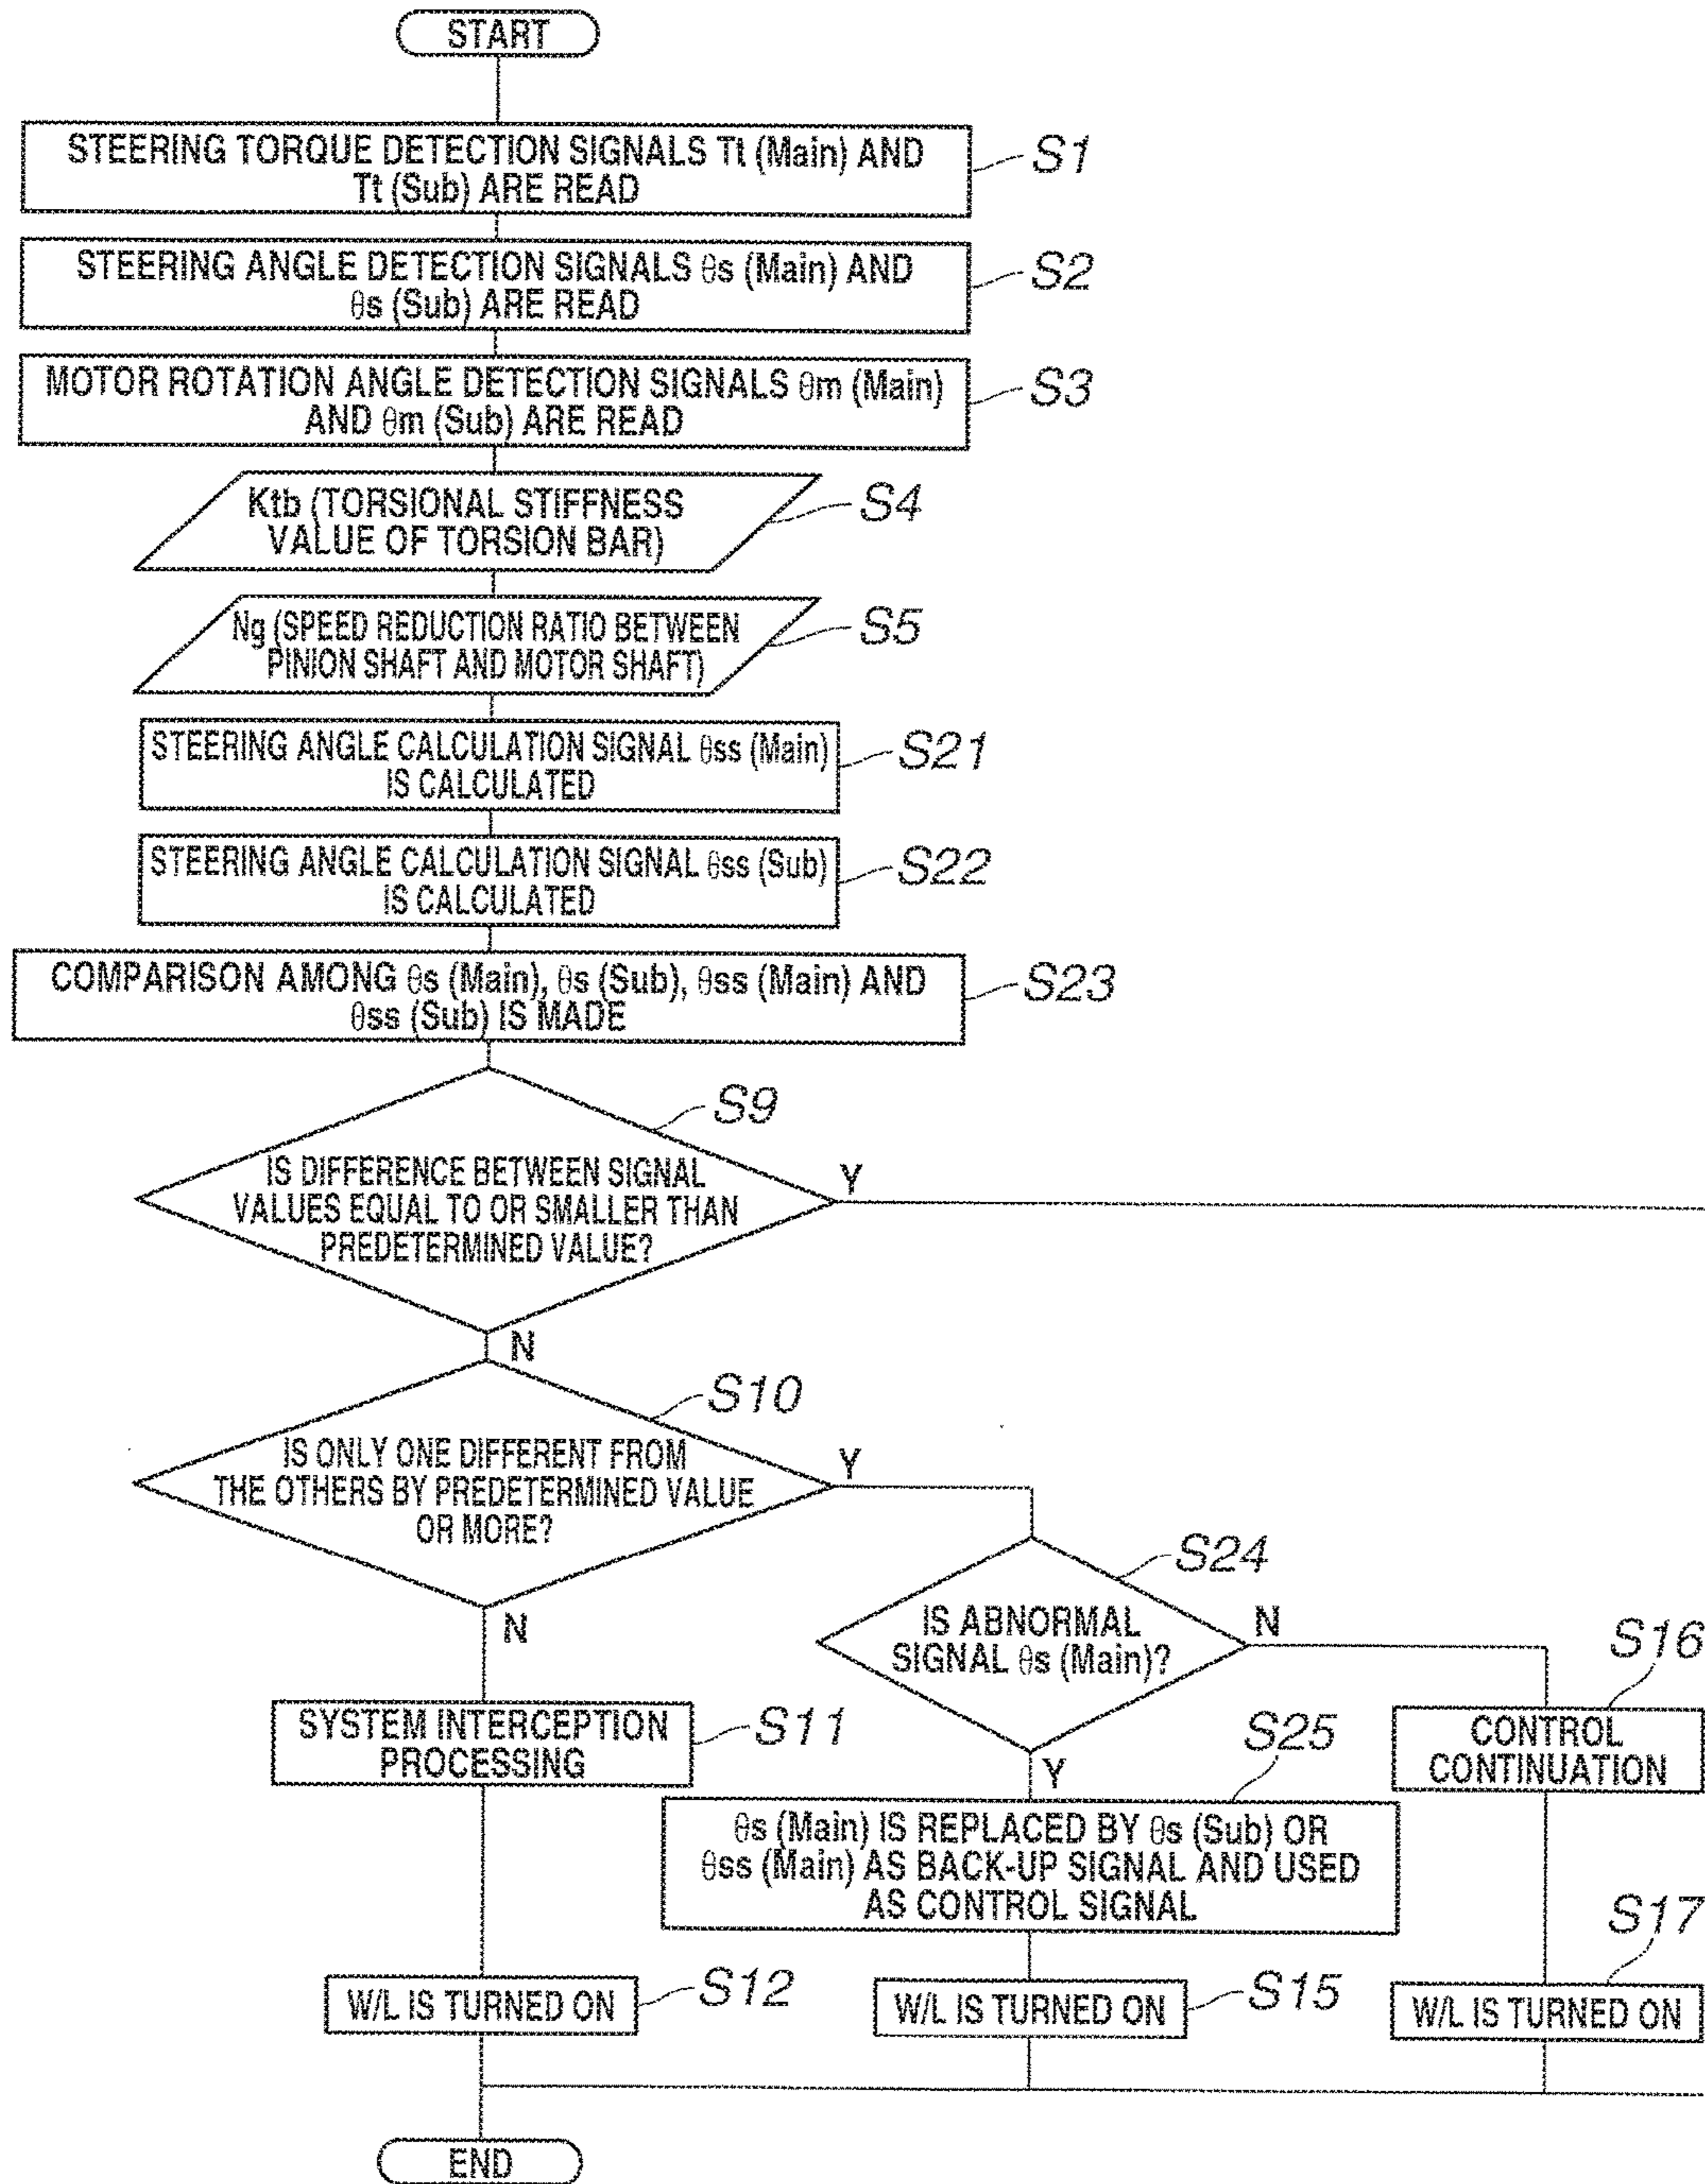 START
STEERING TORQUE DETECTION SIGNALS Tt (Main) AND
Tt (Sub) ARE READ
S1
STEERING ANGLE DETECTION SIGNALS θs (Main) AND
θs (Sub) ARE READ
S2
MOTOR ROTATION ANGLE DETECTION SIGNALS θm (Main)
AND θm (Sub) ARE READ
S3
Ktb (TORSIONAL STIFFNESS
VALUE OF TORSION BAR)
S4
Ng (SPEED REDUCTION RATIO BETWEEN
PINION SHAFT AND MOTOR SHAFT)
S5
STEERING ANGLE CALCULATION SIGNAL θss (Main)
IS CALCULATED
S21
STEERING ANGLE CALCULATION SIGNAL θss (Sub)
IS CALCULATED
S22
COMPARISON AMONG θs (Main), θs (Sub), θss (Main) AND
θss (Sub) IS MADE
S23
S9
IS DIFFERENCE BETWEEN SIGNAL
VALUES EQUAL TO OR SMALLER THAN
PREDETERMINED VALUE?
Y
N
S10
IS ONLY ONE DIFFERENT FROM
THE OTHERS BY PREDETERMINED VALUE
OR MORE?
Y
N
S24
IS ABNORMAL
SIGNAL θs (Main)?
N
Y
S16
CONTROL
CONTINUATION
SYSTEM INTERCEPTION
PROCESSING
S11
S25
θs (Main) IS REPLACED BY θs (Sub) OR
θss (Main) AS BACK-UP SIGNAL AND USED
AS CONTROL SIGNAL
S17
W/L IS TURNED ON
S12
W/L IS TURNED ON
S15
W/L IS TURNED ON
END